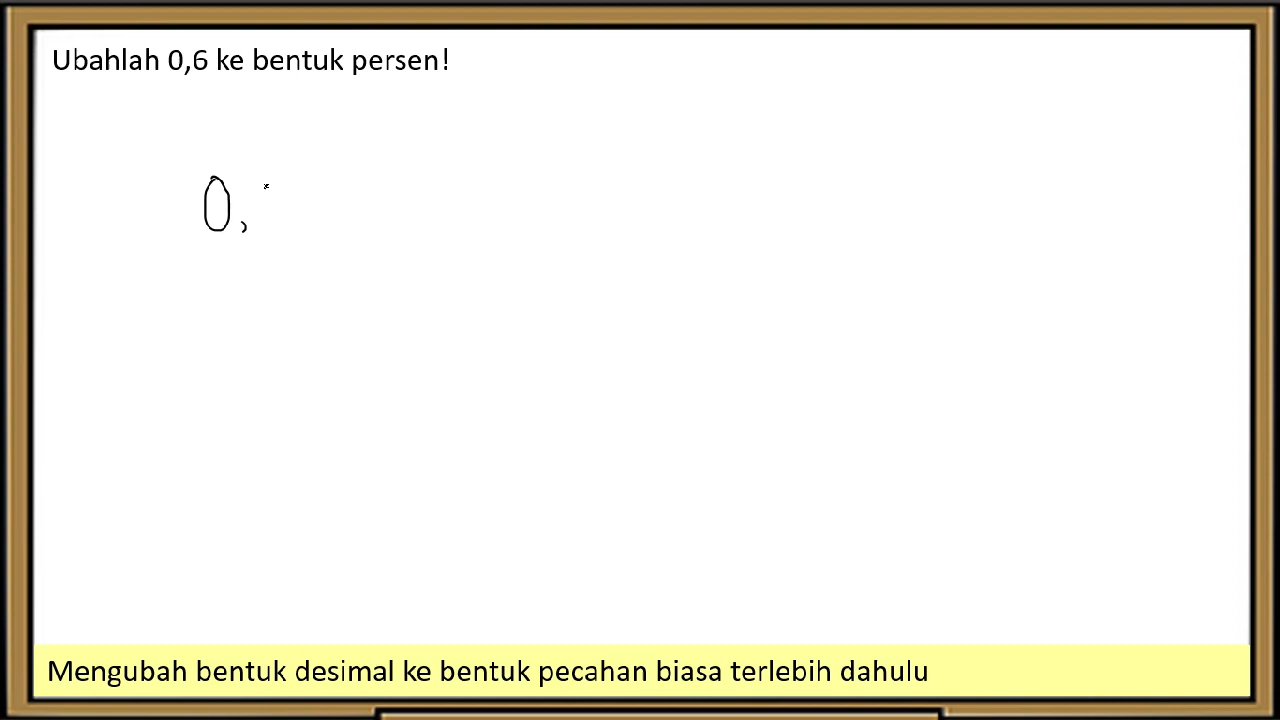 Ubahlah 0,6 ke bentuk persen!
0,
Mengubah bentuk desimal ke bentuk pecahan biasa terlebih dahulu